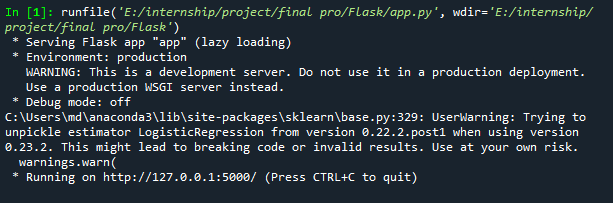 In [1]: runfile('E:/internship/project/final pro/Flask/app.py', wdir='E:/internship/
project/final pro/Flask')
 * Serving Flask app "app" (lazy loading)
 * Environment: production
   WARNING: This is a development server. Do not use it in a production deployment.
   Use a production WSGI server instead.
 * Debug mode: off
C:\Users\md\anaconda3\lib\site-packages\sklearn\base.py:329: UserWarning: Trying to
unpickle estimator LogisticRegression from version 0.22.2.post1 when using version
0.23.2. This might lead to breaking code or invalid results. Use at your own risk.
  warnings.warn(
 * Running on http://127.0.0.1:5000/ (Press CTRL+C to quit)